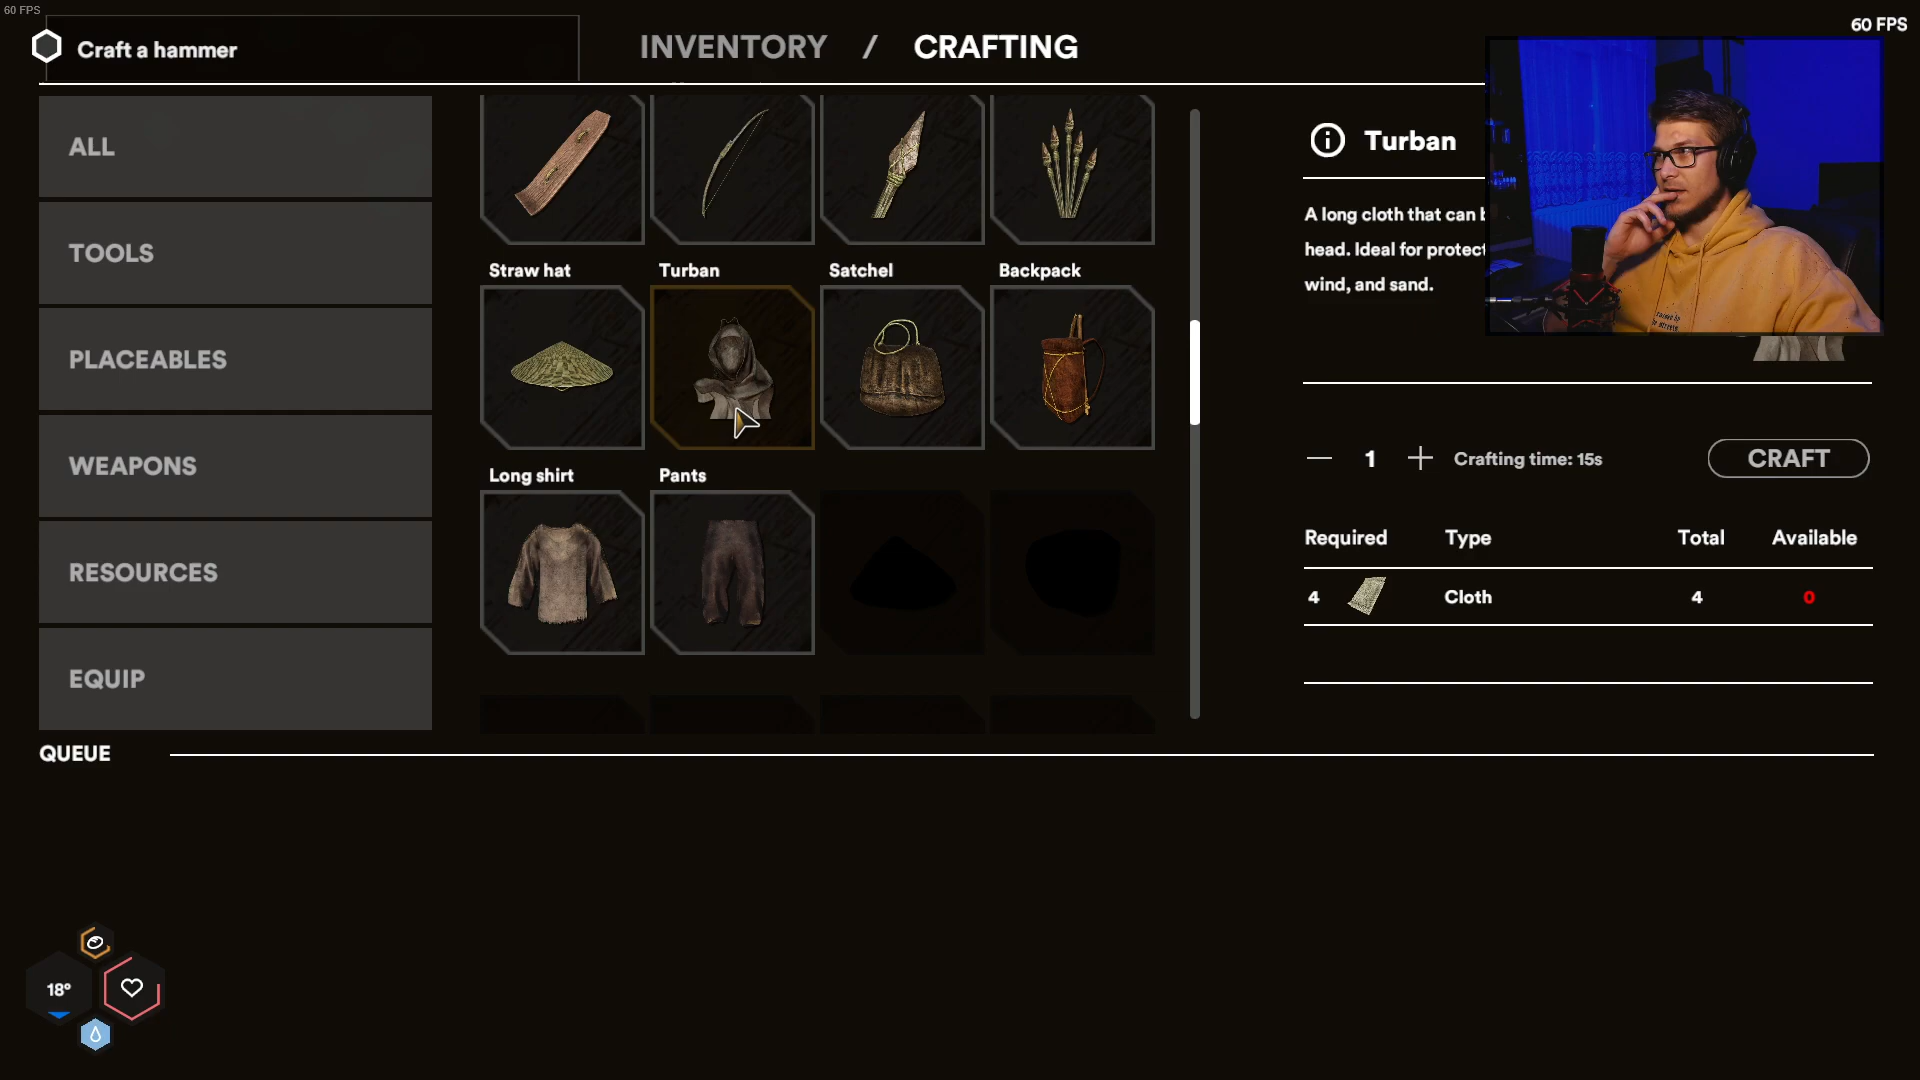 60 FPS
60 FPS
Craft a hammer
INVENTORY / CRAFTING
ALL
TOOLS
PLACEABLES
WEAPONS
RESOURCES
EQUIP
Straw hat
Turban
Satchel
Backpack
Long shirt
Pants
Turban
A long cloth that can
head. Ideal for
wind, and sand.
1
Crafting time: 15s
CRAFT
Required Type Total Available
4 Cloth 4 0
QUEUE
18°